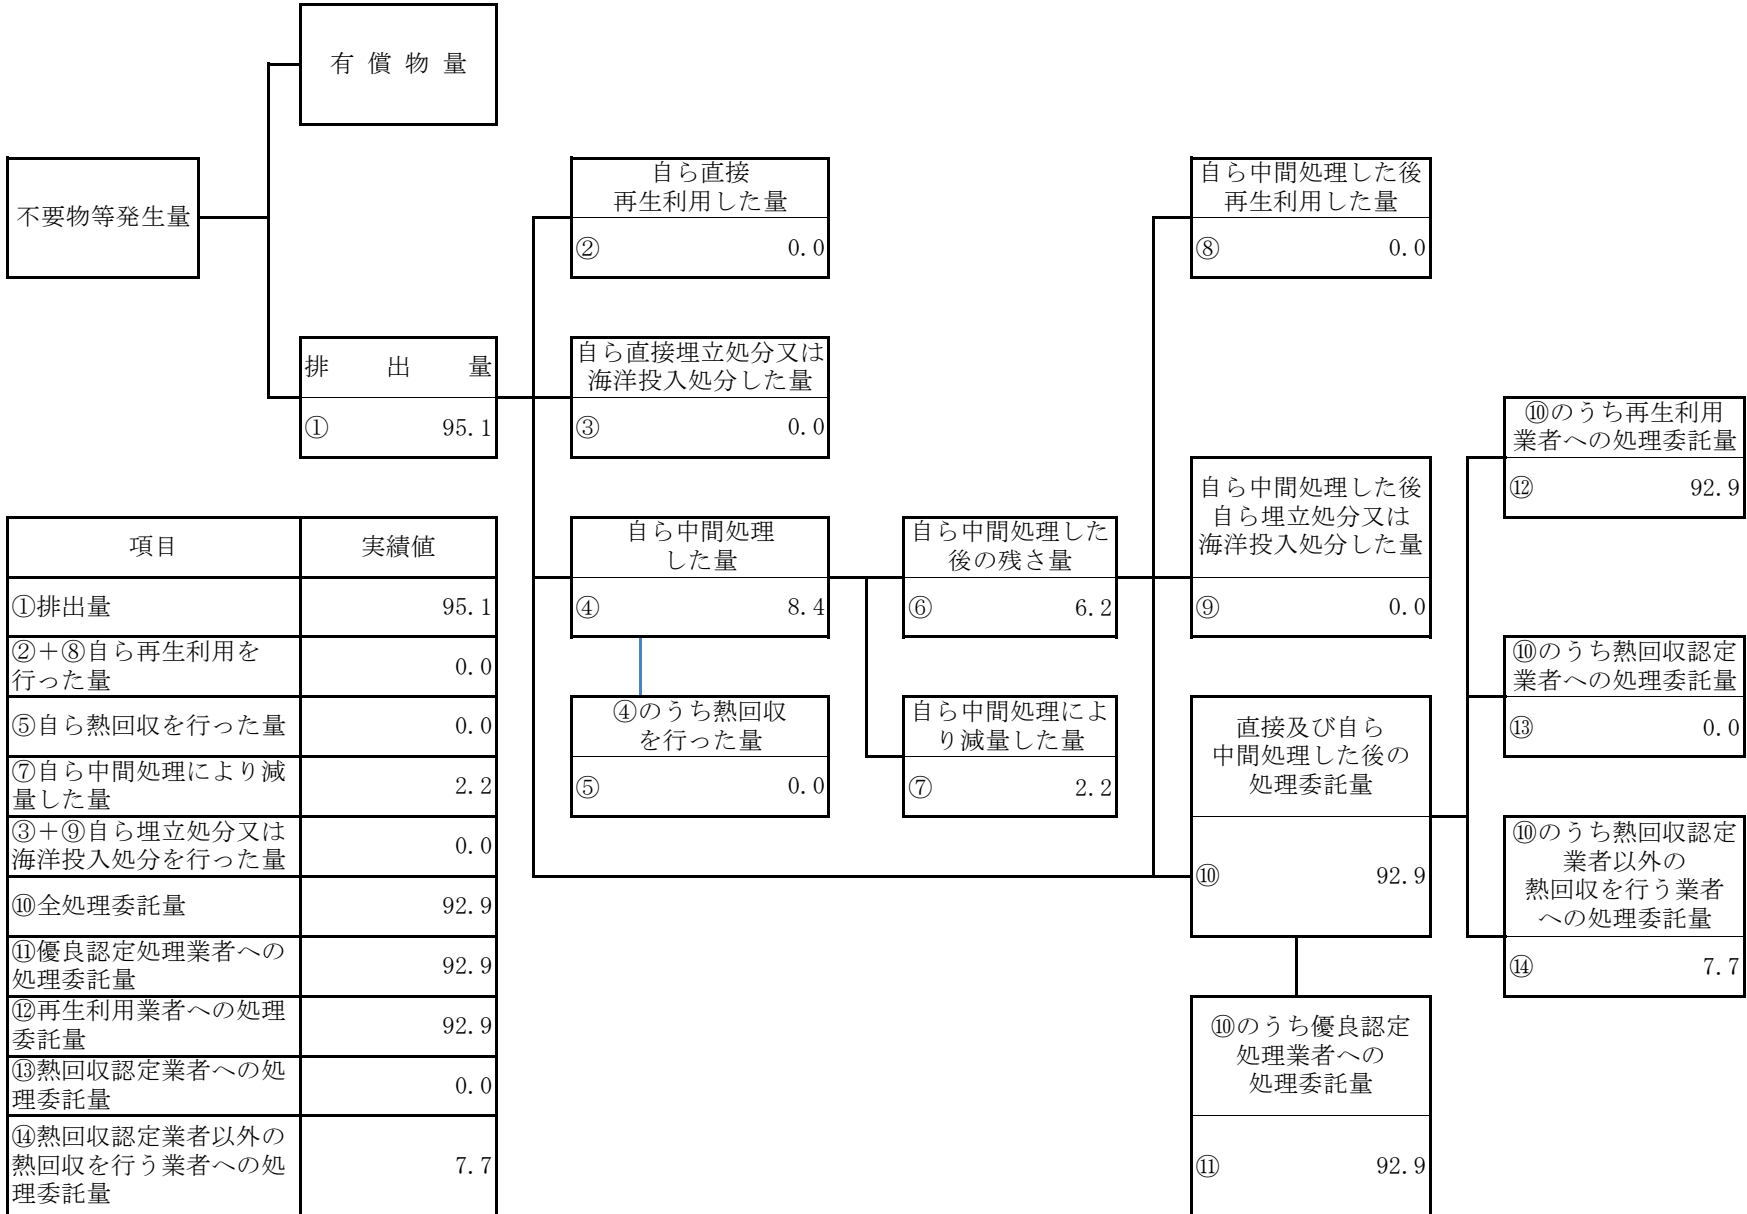 有償物量
不要物等発生量
自ら直接
再生利用した量
② 0.0
自ら中間処理した後
再生利用した量
⑧ 0.0
排出量
① 95.1
自ら直接埋立処分又は
海洋投入処分した量
③ 0.0
⑩のうち再生利用
業者への処理委託量
⑫ 92.9
自ら中間処理
した量
④ 8.4
自ら中間処理した
後の残さ量
⑥ 6.2
自ら中間処理した後
自ら埋立処分又は
海洋投入処分した量
⑨ 0.0
⑩のうち熱回収認定
業者への処理委託量
⑬ 0.0
④のうち熱回収
を行った量
⑤ 0.0
自ら中間処理によ
り減量した量
⑦ 2.2
直接及び自ら
中間処理した後の
処理委託量
⑩ 92.9
⑩のうち熱回収認定
業者以外の
熱回収を行う業者
への処理委託量
⑭ 7.7
⑩のうち優良認定
処理業者への
処理委託量
⑪ 92.9
項目 実績値
①排出量 95.1
②＋⑧自ら再生利用を
行った量 0.0
⑤自ら熱回収を行った量 0.0
⑦自ら中間処理により減
量した量 2.2
③＋⑨自ら埋立処分又は
海洋投入処分を行った量 0.0
⑩全処理委託量 92.9
⑪優良認定処理業者への
処理委託量 92.9
⑫再生利用業者への処理
委託量 92.9
⑬熱回収認定業者への処
理委託量 0.0
⑭熱回収認定業者以外の
熱回収を行う業者への処
理委託量 7.7